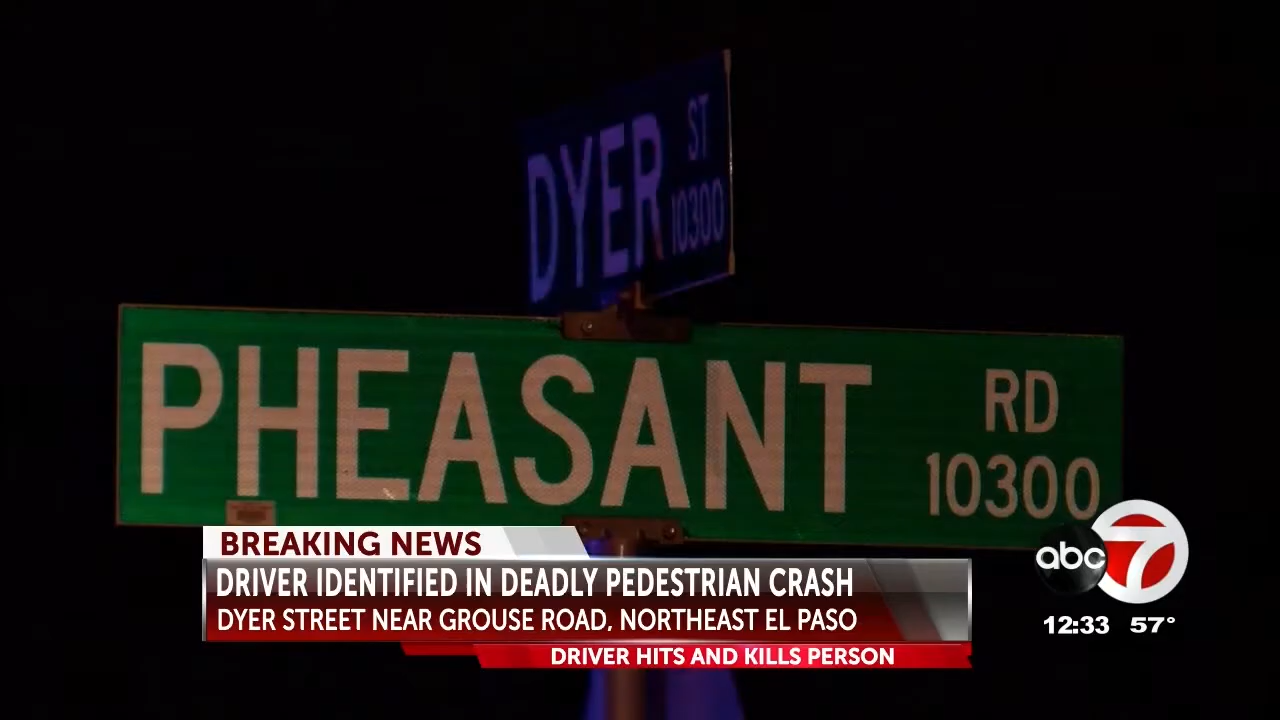 DYER ST
10300
PHEASANT RD
10300
BREAKING NEWS
DRIVER IDENTIFIED IN DEADLY PEDESTRIAN CRASH
DYER STREET NEAR GROUSE ROAD, NORTHEAST EL PASO
DRIVER HITS AND KILLS PERSON
abc 7
12:33 57°